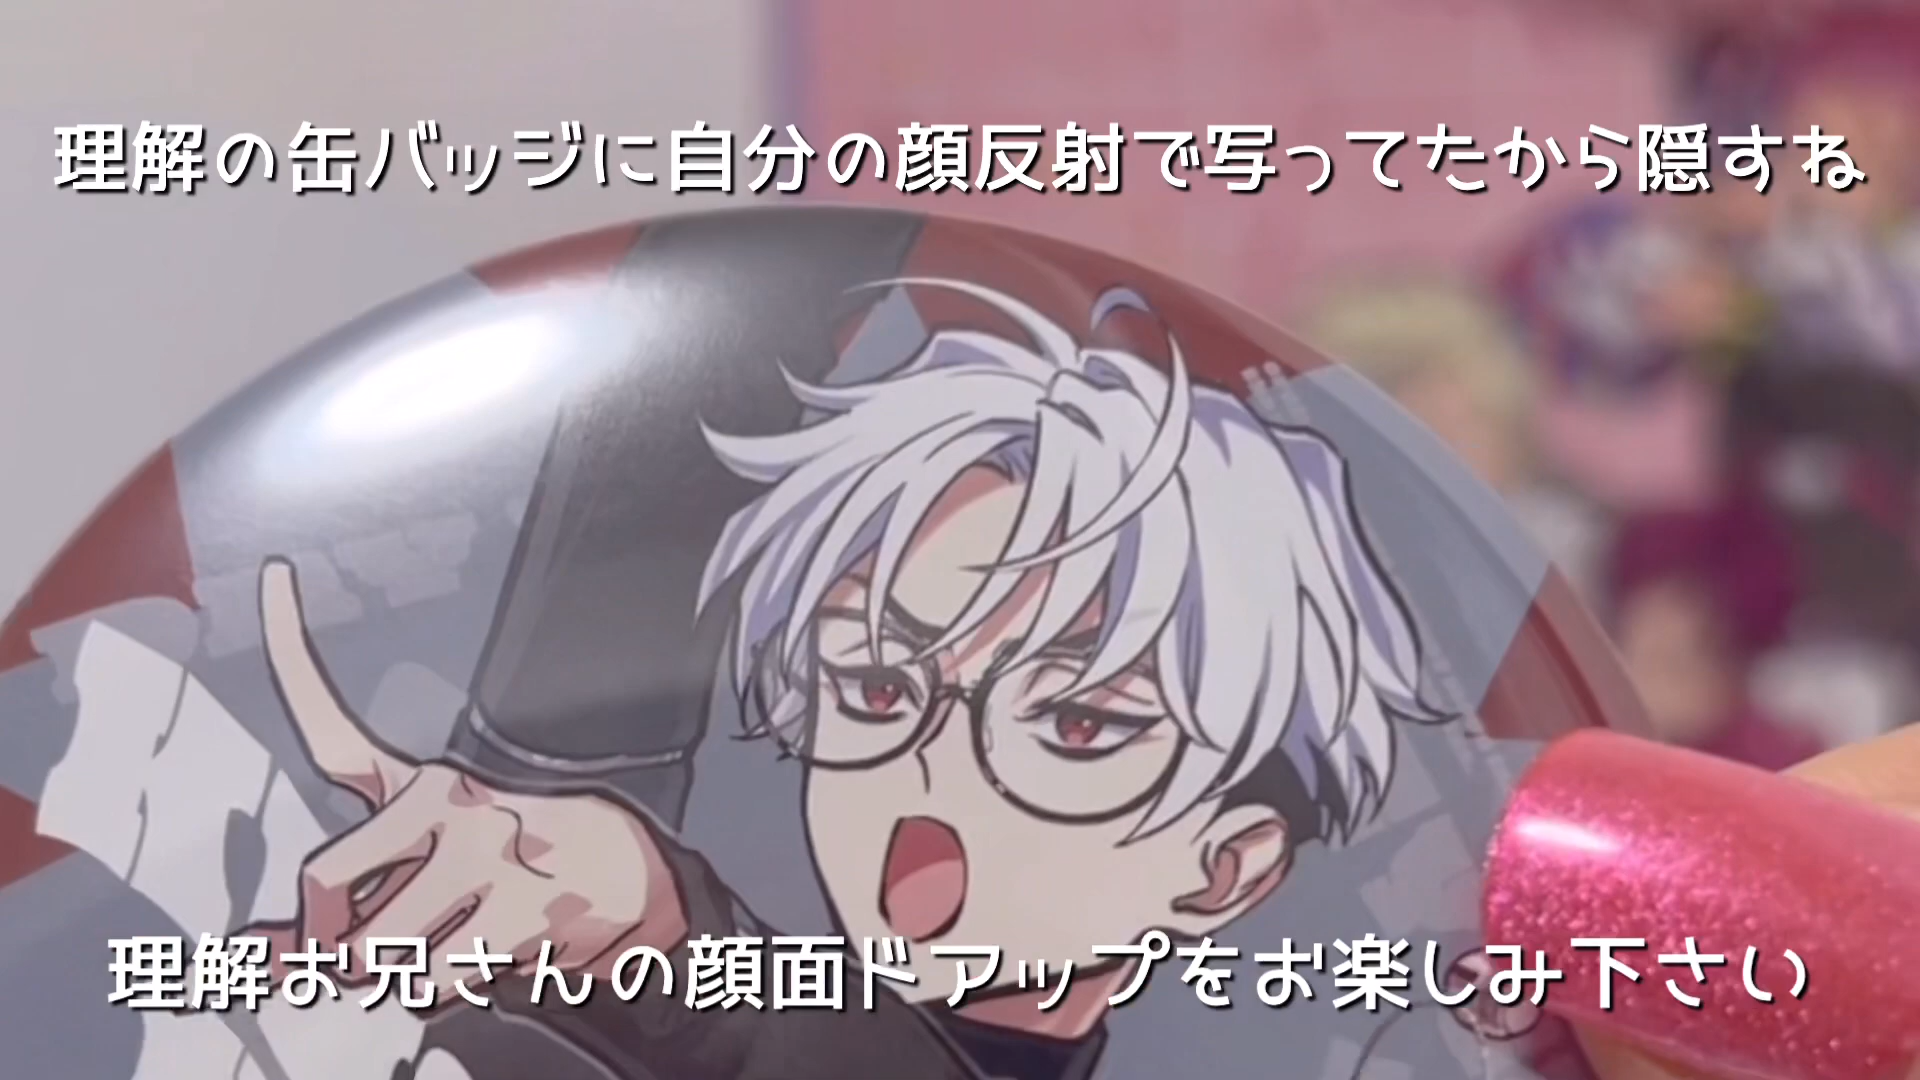 理解の缶バッジに自分の顔反射で写ってたから隠すね
理解お兄さんの顔面ドアップをお楽しみ下さい